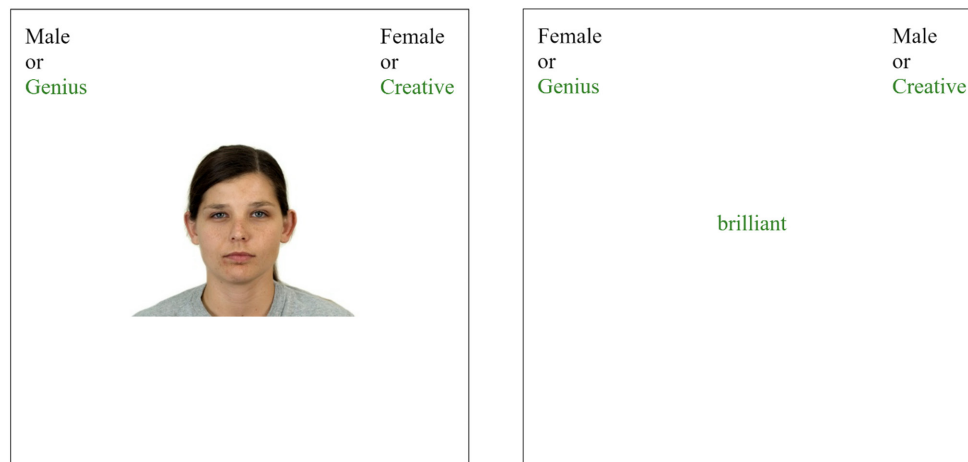 Male
or
Genius
Female
or
Creative
Female
or
Genius
Male
or
Creative
brilliant